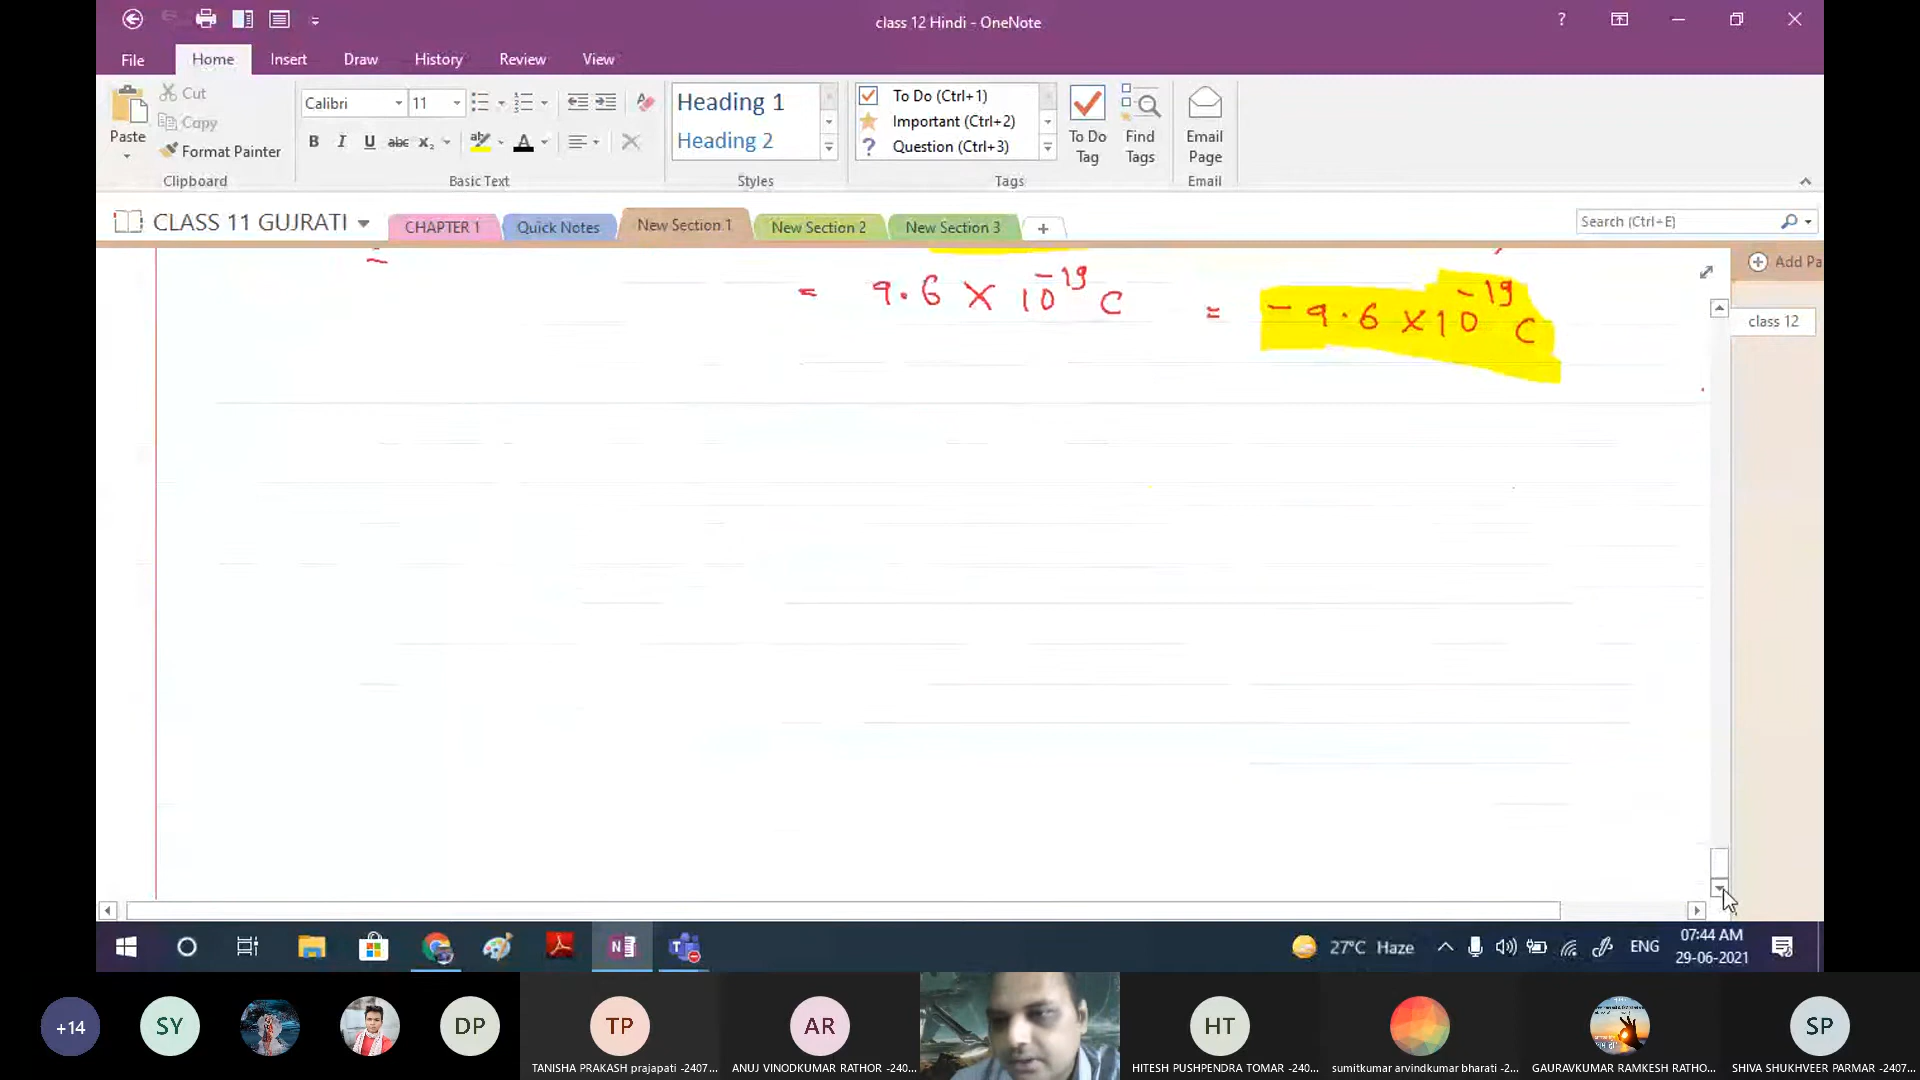 class 12 Hindi - OneNote
?
File Home Insert Draw History Review View
Paste
Cut
Copy
Format Painter
Clipboard
Calibri 11
B I U abc x₂ A
Basic Text
Heading 1
Heading 2
Styles
To Do (Ctrl+1)
Important (Ctrl+2)
? Question (Ctrl+3)
Tags
To Do
Tag
Find
Tags
Email
Page
Email
CLASS 11 GUJRATI
CHAPTER 1 Quick Notes New Section 1 New Section 2 New Section 3 +
Search (Ctrl+E)
Add Pa
class 12
= 9.6 × 10⁻¹⁹ C = -9.6 ×10⁻¹⁹ C
27°C Haze
ENG
07:44 AM
29-06-2021
+14
SY
DP
TP
TANISHA PRAKASH prajapati -2407...
AR
ANUJ VINODKUMAR RATHOR -240...
HT
HITESH PUSHPENDRA TOMAR -240...
sumitkumar arvindkumar bharati -2...
GAURAVKUMAR RAMKESH RATHO...
SP
SHIVA SHUKHVEER PARMAR -2407...